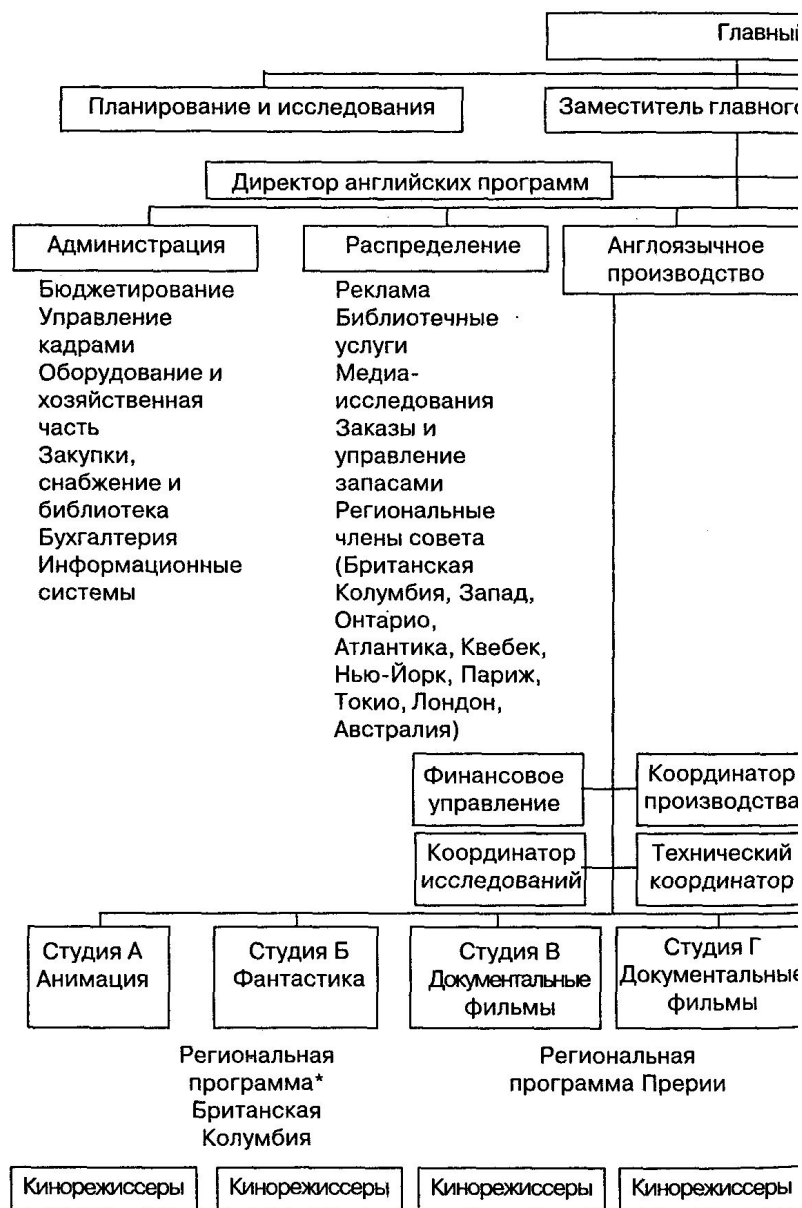 Главный
Планирование и исследования
Заместитель главного
Директор английских программ
Администрация
Бюджетирование
Управление
кадрами
Оборудование и
хозяйственная
часть
Закупки,
снабжение и
библиотека
Бухгалтерия
Информационные
системы
Распределение
Реклама
Библиотечные
услуги
Медиа-
исследования
Заказы и
управление
запасами
Региональные
члены совета
(Британская
Колумбия, Запад,
Онтарио,
Атлантика, Квебек,
Нью-Йорк, Париж,
Токио, Лондон,
Австралия)
Англоязычное
производство
Финансовое
управление
Координатор
производства
Координатор
исследований
Технический
координатор
Студия А
Анимация
Студия Б
Фантастика
Студия В
Документальные
фильмы
Студия Г
Документальные
фильмы
Региональная
программа*
Британская
Колумбия
Региональная
программа Прерии
Кинорежиссеры
Кинорежиссеры
Кинорежиссеры
Кинорежиссеры